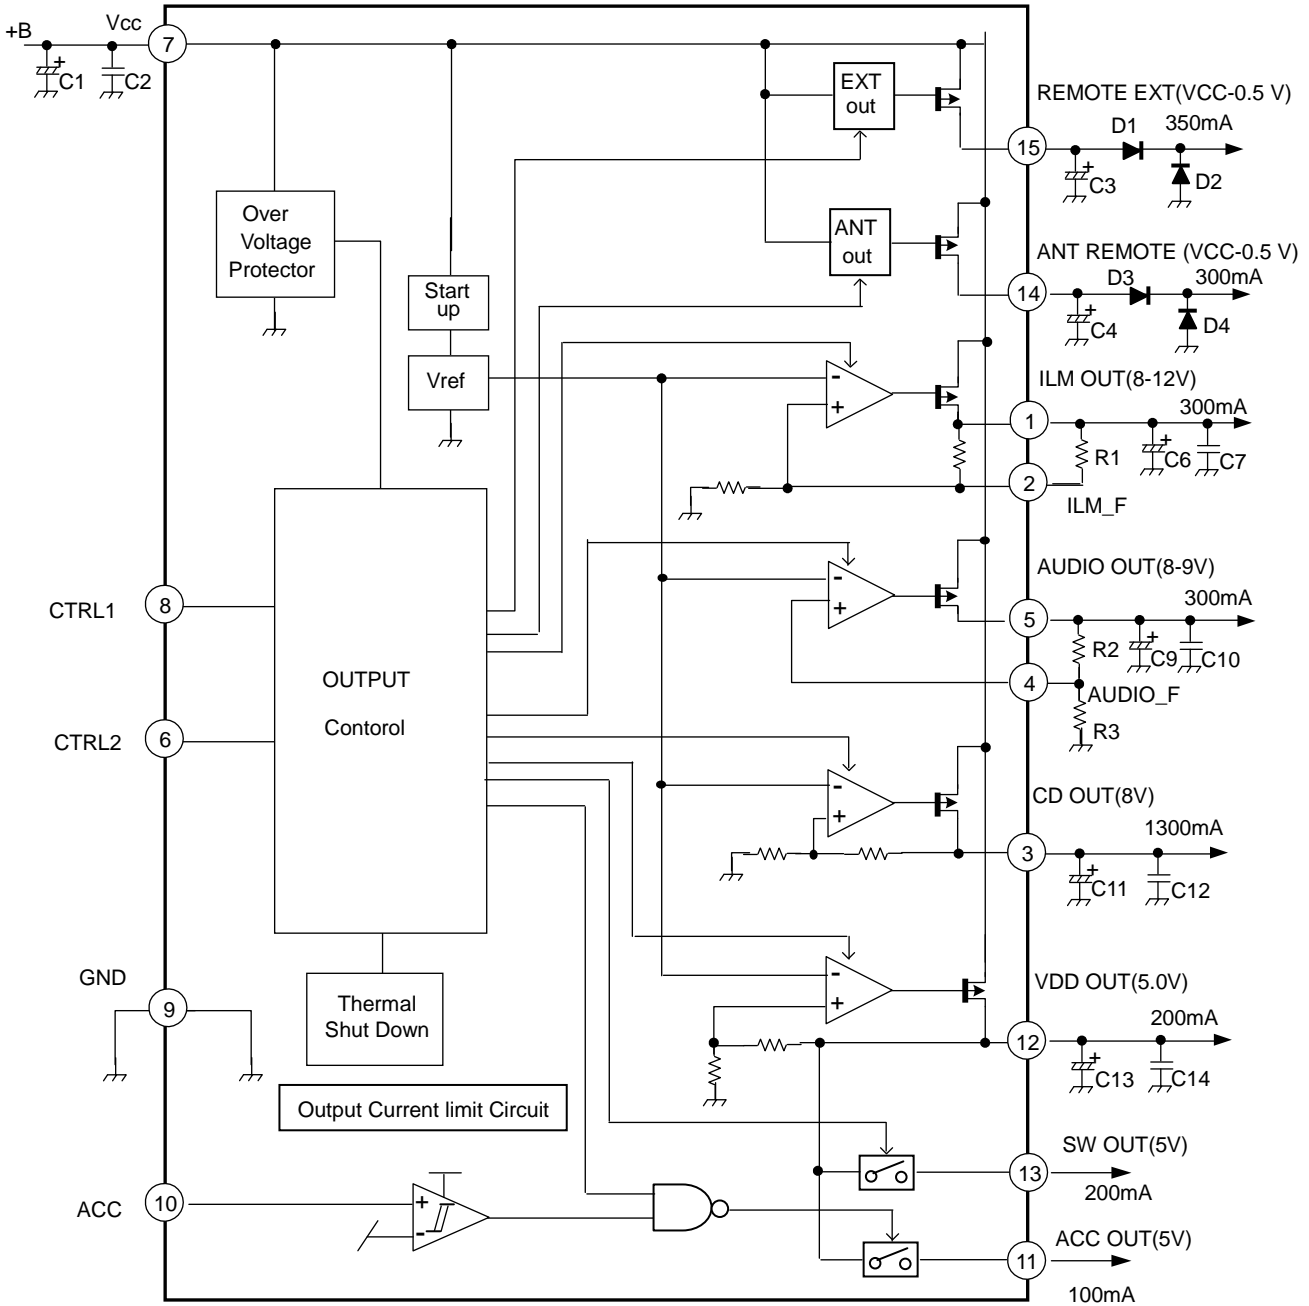 +B
Vcc
7
+
C1
C2
EXT
out
REMOTE EXT(VCC-0.5 V)
D1
350mA
15
+
C3
D2
Over
Voltage
Protector
ANT
out
ANT REMOTE (VCC-0.5 V)
D3
300mA
14
+
C4
D4
Start
up
Vref
-
+
ILM OUT(8-12V)
300mA
1
R1
+
C6
C7
2
ILM_F
CTRL1
8
-
+
AUDIO OUT(8-9V)
300mA
5
R2
+
C9
C10
4
AUDIO_F
R3
OUTPUT
Contorol
CTRL2
6
-
+
CD OUT(8V)
1300mA
3
+
C11
C12
GND
9
Thermal
Shut Down
-
+
VDD OUT(5.0V)
200mA
12
+
C13
C14
Output Current limit Circuit
SW OUT(5V)
13
200mA
ACC
10
+
-
ACC OUT(5V)
11
100mA